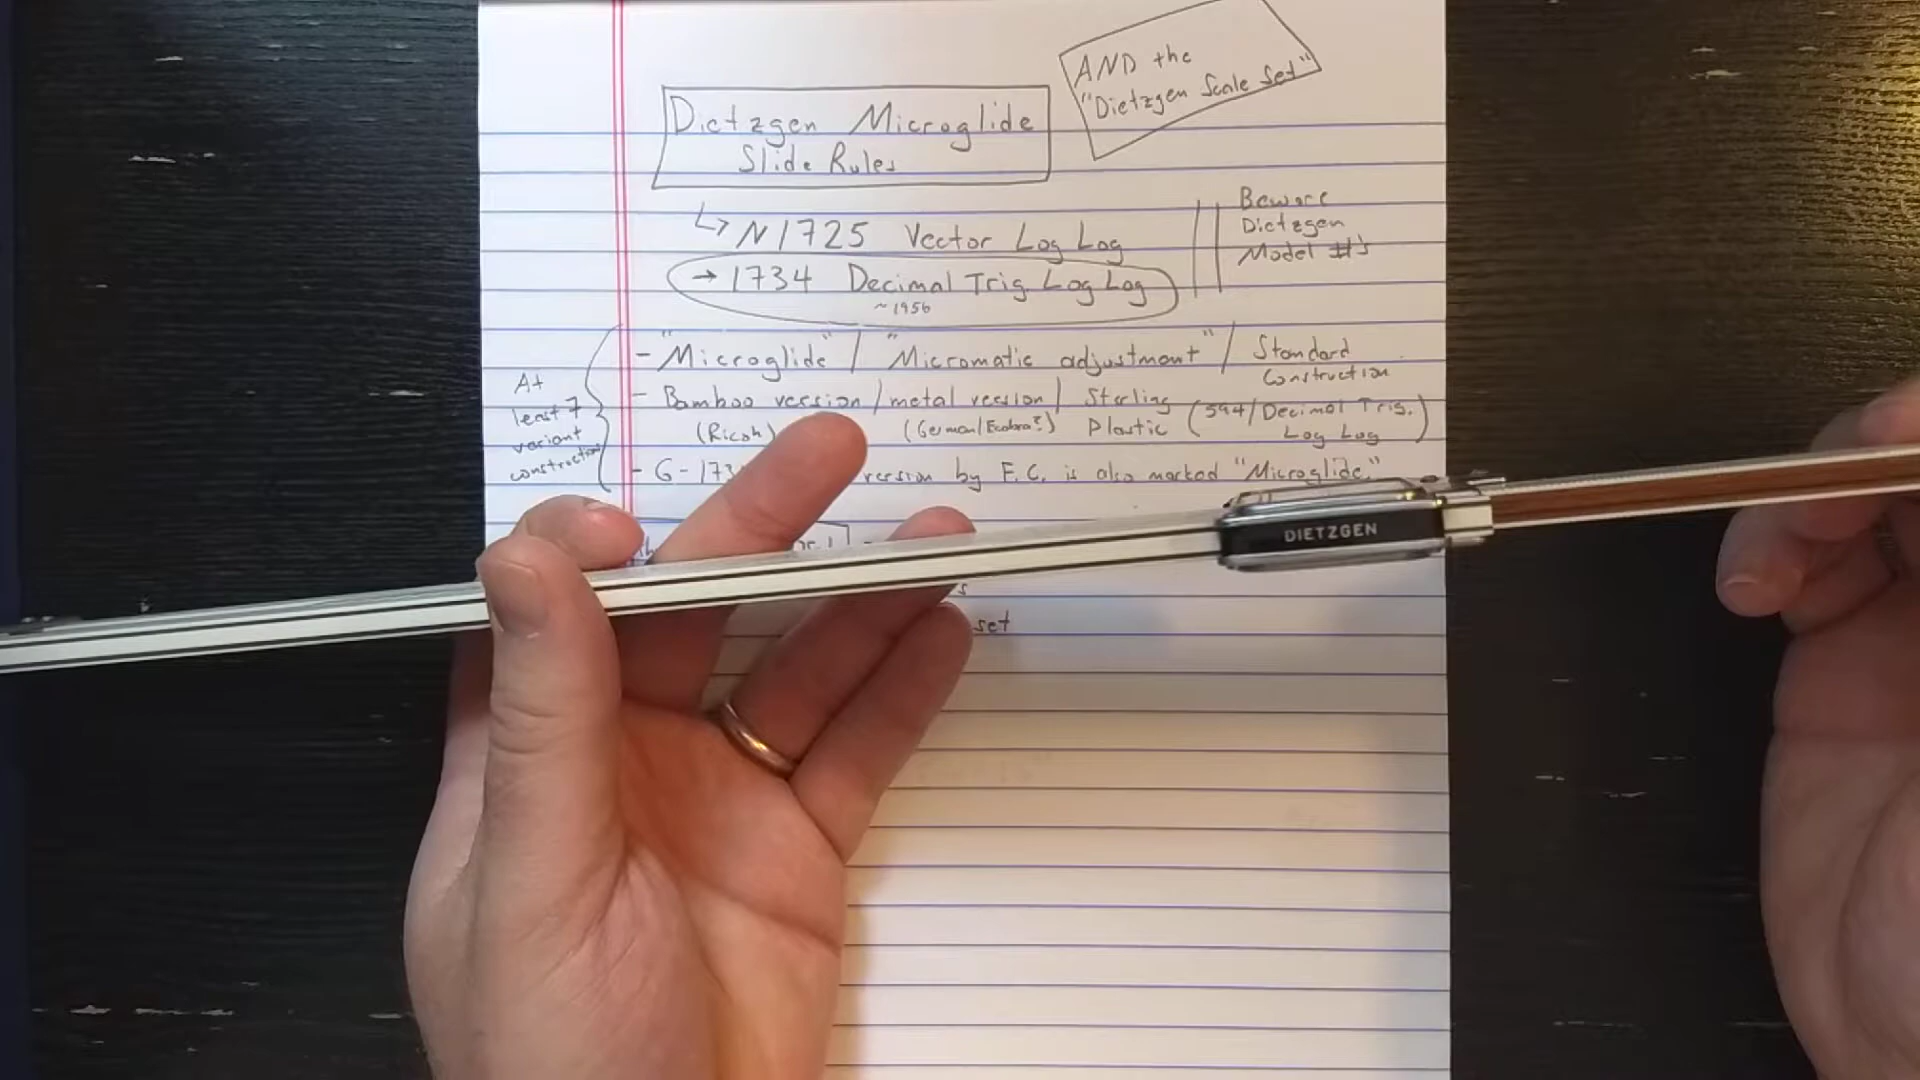 AND the
"Dietzgen Scale Set"
Dietzgen Microglide
Slide Rules
↳ N1725 Vector Log Log
Beware
Dietzgen
Model #'s
→ 1734 Decimal Trig Log Log
~1956
- "Microglide" / "Micromatic adjustment" / Standard
Construction
- Bamboo version / metal version / Sterling
(Ricoh) (German/Ecobra?) Plastic (594/Decimal Trig.
Log Log)
At
least 7
variant
constructions
- G-173 version by F.C. is also marked "Microglide."
set
DIETZGEN